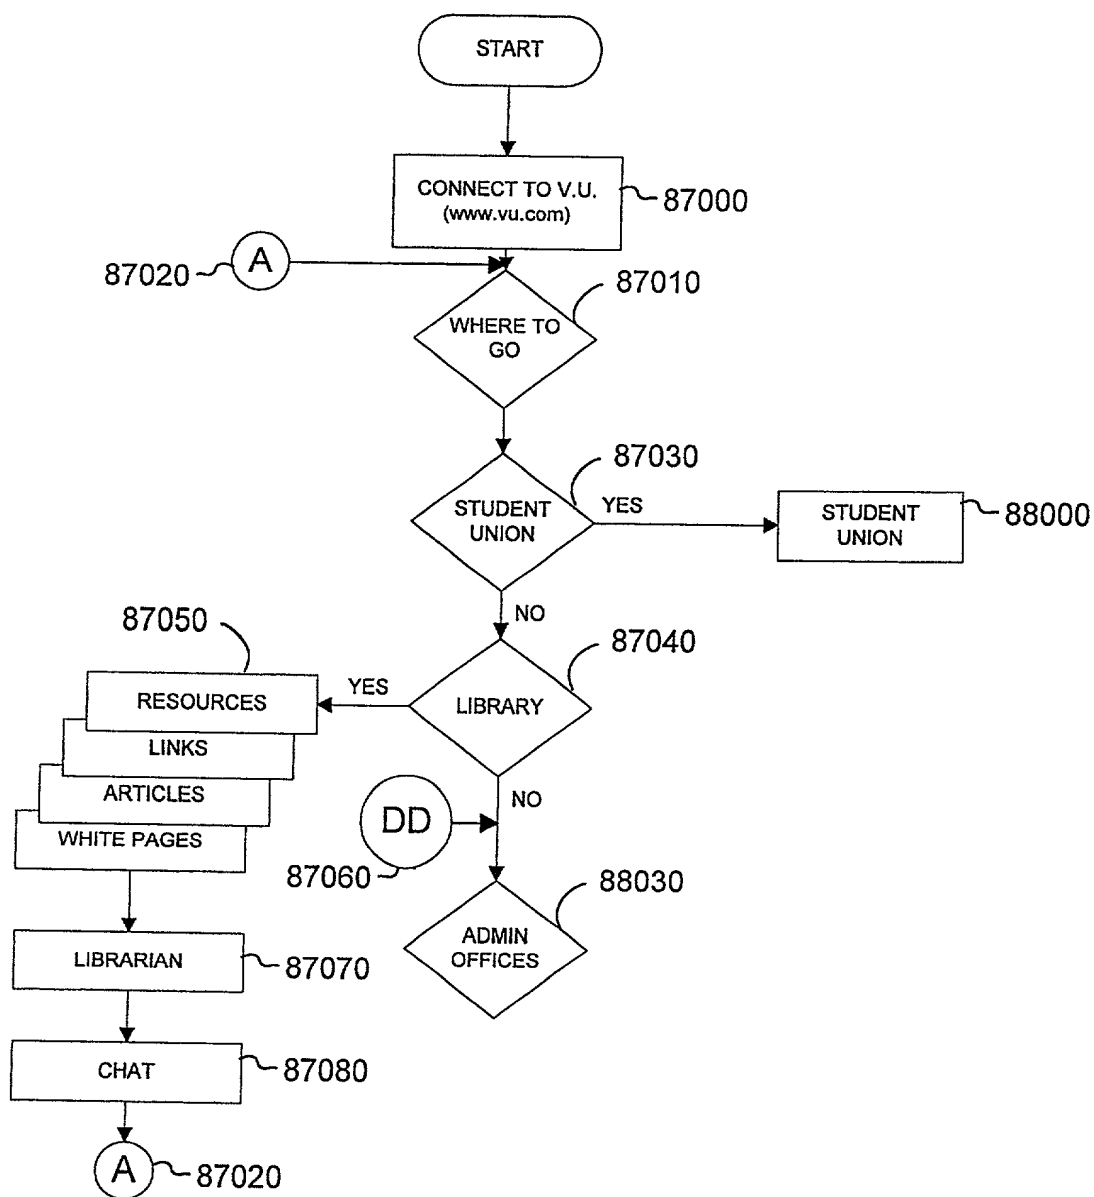 START
CONNECT TO V.U.
(www.vu.com)
87000
A
87020
87010
WHERE TO
GO
87030
STUDENT
UNION
YES
STUDENT
UNION
88000
NO
87050
87040
RESOURCES
YES
LIBRARY
LINKS
ARTICLES
WHITE PAGES
NO
DD
87060
88030
ADMIN
OFFICES
LIBRARIAN
87070
CHAT
87080
A
87020